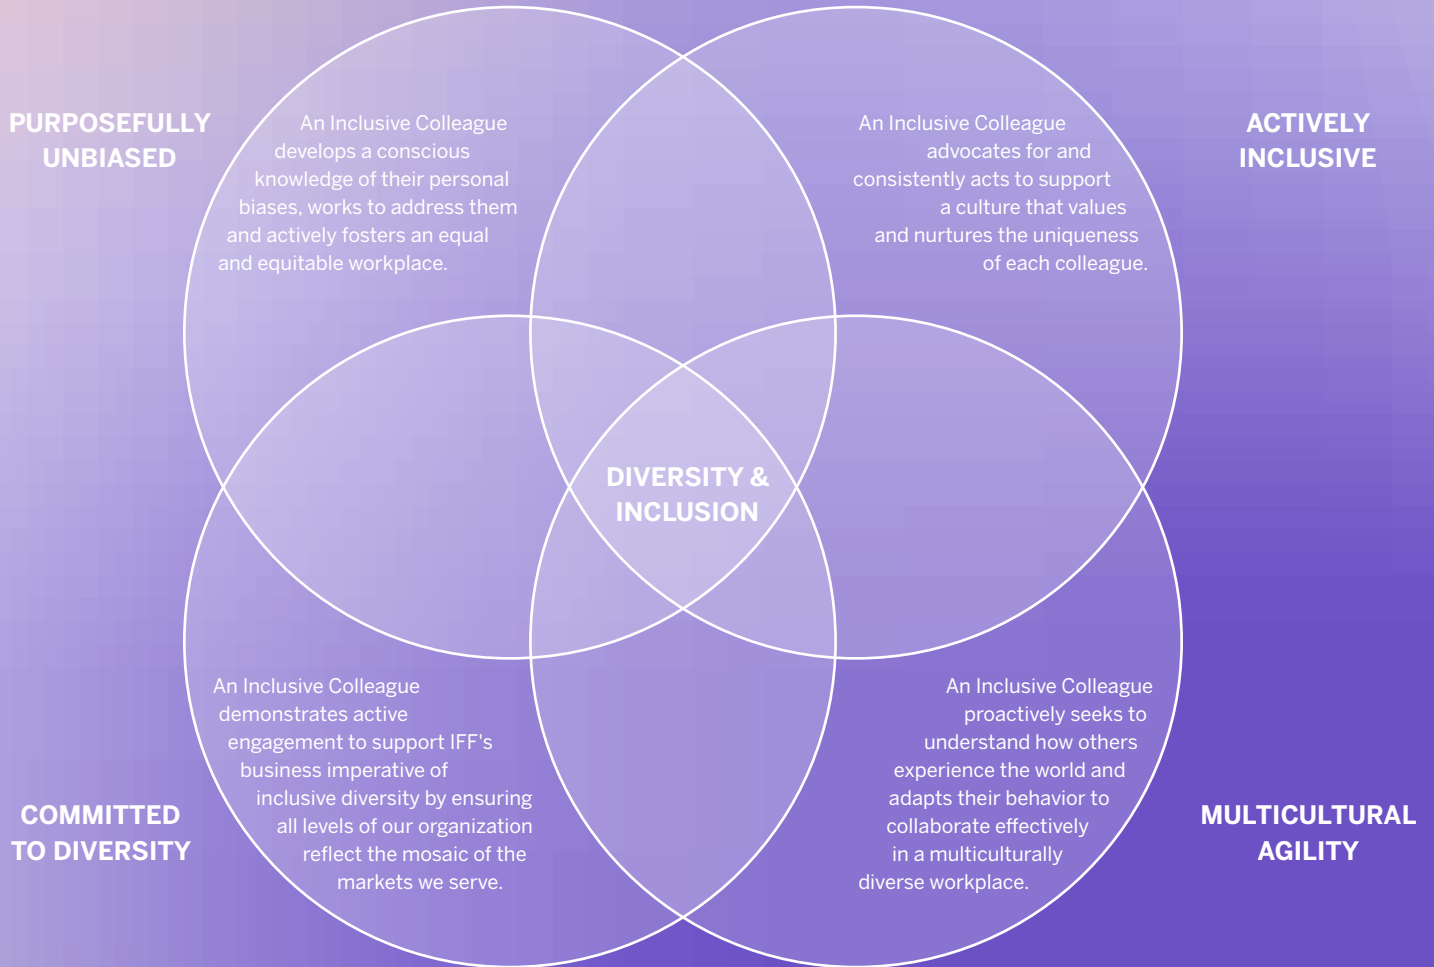 PURPOSEFULLY
UNBIASED
An Inclusive Colleague
develops a conscious
knowledge of their personal
biases, works to address them
and actively fosters an equal
and equitable workplace.
An Inclusive Colleague
advocates for and
consistently acts to support
a culture that values
and nurtures the uniqueness
of each colleague.
ACTIVELY
INCLUSIVE
DIVERSITY &
INCLUSION
COMMITTED
TO DIVERSITY
An Inclusive Colleague
demonstrates active
engagement to support IFF's
business imperative of
inclusive diversity by ensuring
all levels of our organization
reflect the mosaic of the
markets we serve.
An Inclusive Colleague
proactively seeks to
understand how others
experience the world and
adapts their behavior to
collaborate effectively
in a multiculturally
diverse workplace.
MULTICULTURAL
AGILITY